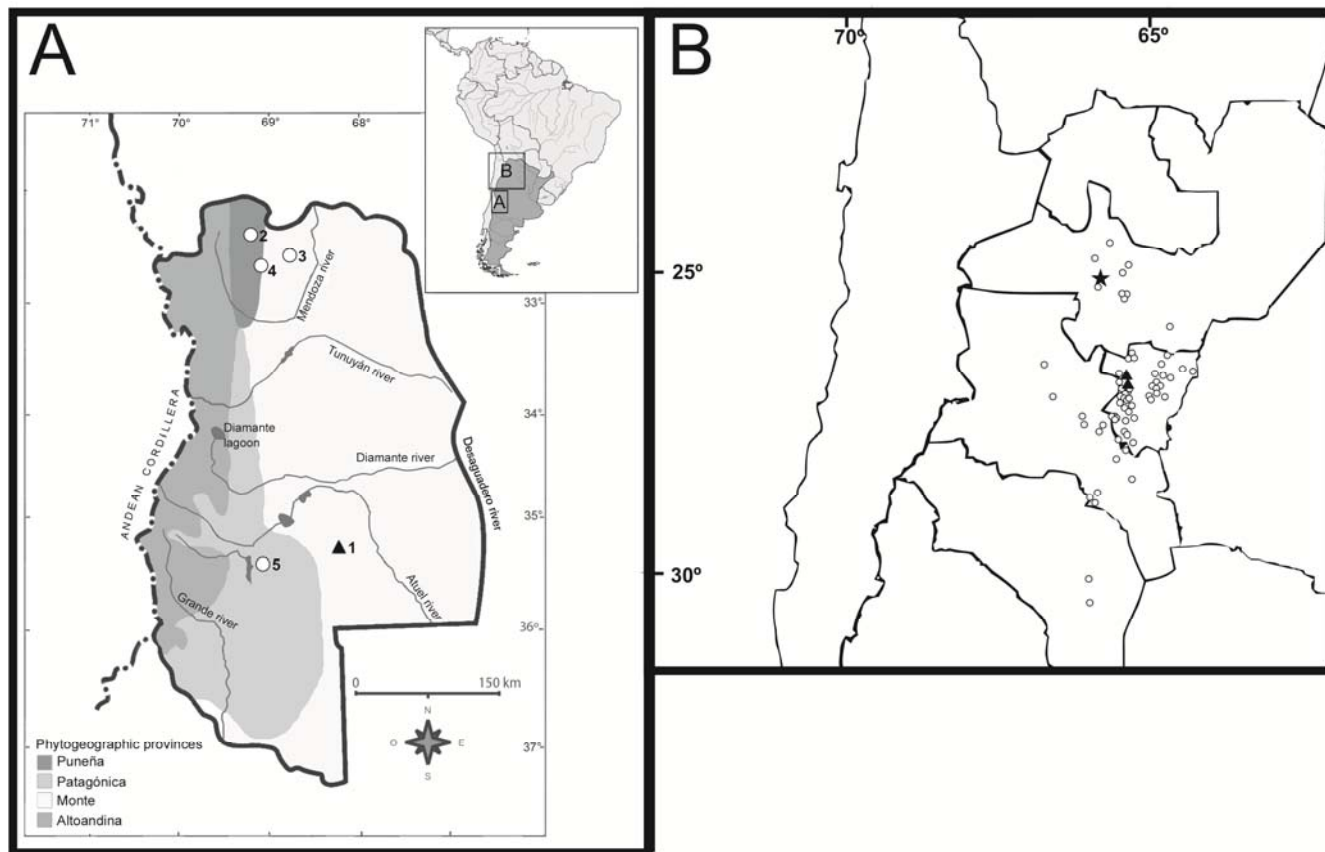 A
71°
70°
69°
68°
B
A
2
3
4
Mendoza river
33°
Tunuyán river
ANDEAN CORDILLERA
34°
Diamante
lagoon
Diamante river
Desaguadero river
35°
1
5
Atuel river
Grande river
36°
0
150 km
N
O
E
S
37°
Phytogeographic provinces
Puneña
Patagónica
Monte
Altoandina
B
70°
65°
25º
30º